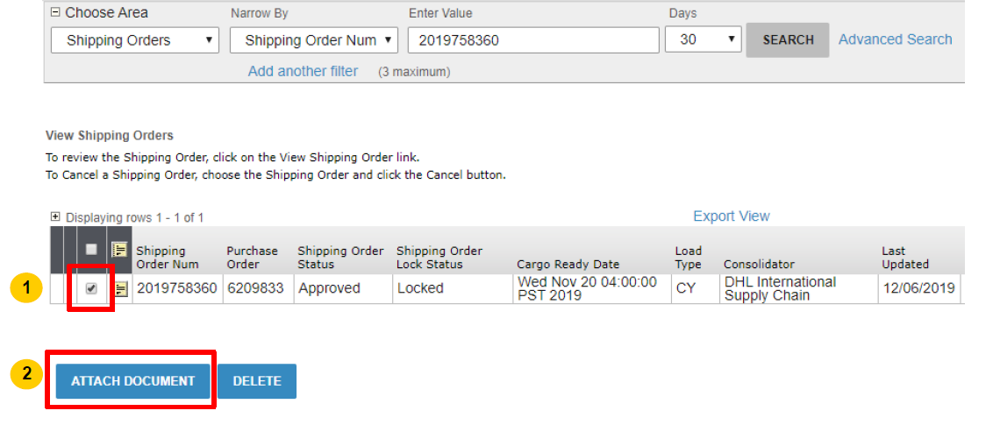 Choose Area Narrow By Enter Value Days
Shipping Orders Shipping Order Num 2019758360 30 SEARCH Advanced Search
Add another filter (3 maximum)
View Shipping Orders
To review the Shipping Order, click on the View Shipping Order link.
To Cancel a Shipping Order, choose the Shipping Order and click the Cancel button.
Displaying rows 1 - 1 of 1 Export View
Shipping Purchase Shipping Order Shipping Order Load Last
Order Num Order Status Lock Status Cargo Ready Date Type Consolidator Updated
1 2019758360 6209833 Approved Locked Wed Nov 20 04:00:00 CY DHL International 12/06/2019
PST 2019 Supply Chain
2 ATTACH DOCUMENT DELETE